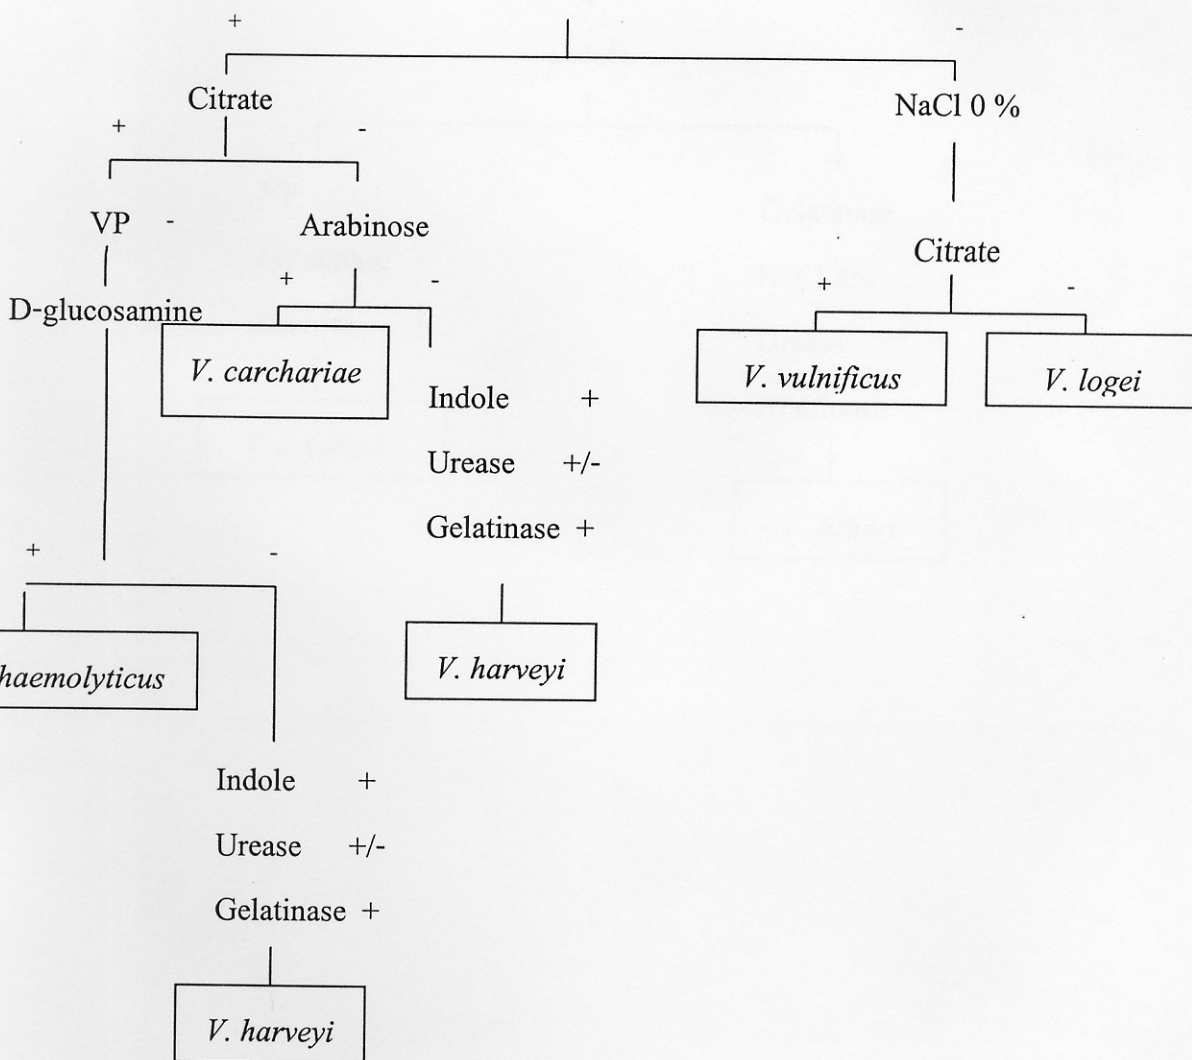 + -
Citrate
NaCl 0 %
+ -
VP -
Arabinose
Citrate
+ -
+ -
D-glucosamine
V. carchariae
V. vulnificus
V. logei
Indole +
Urease +/-
Gelatinase +
+ -
haemolyticus
V. harveyi
Indole +
Urease +/-
Gelatinase +
V. harveyi